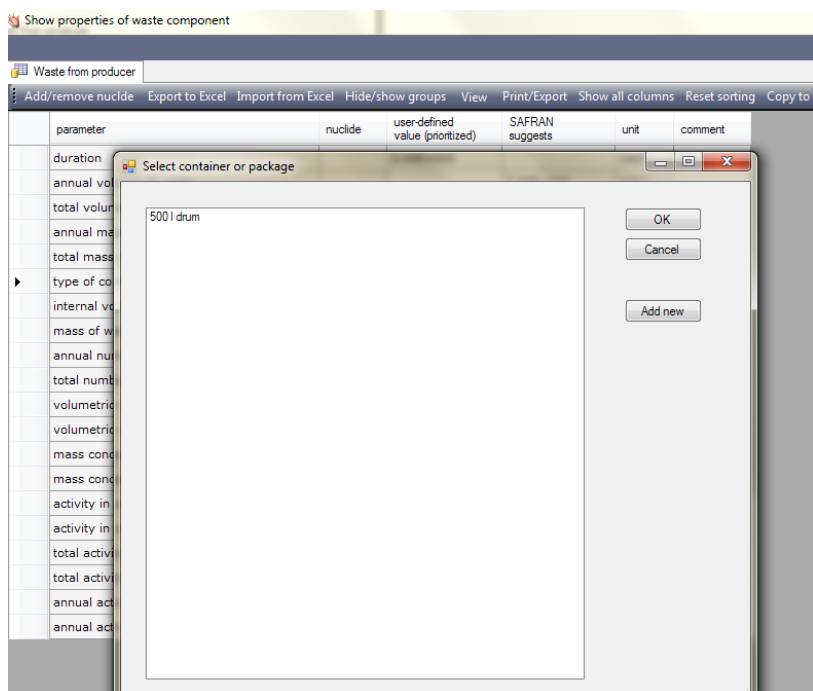 Show properties of waste component
Waste from producer
Add/remove nuclde Export to Excel Import from Excel Hide/show groups View Print/Export Show all columns Reset sorting Copy to
parameter nuclide user-defined value (prioritized) SAFRAN suggests unit comment
duration
Select container or package
annual vol
total volum
annual ma
total mass
type of co
internal vo
mass of w
annual nu
total numb
volumetric
volumetric
mass conc
mass conc
activity in
activity in
total activi
total activi
annual act
annual act
500 l drum
OK
Cancel
Add new